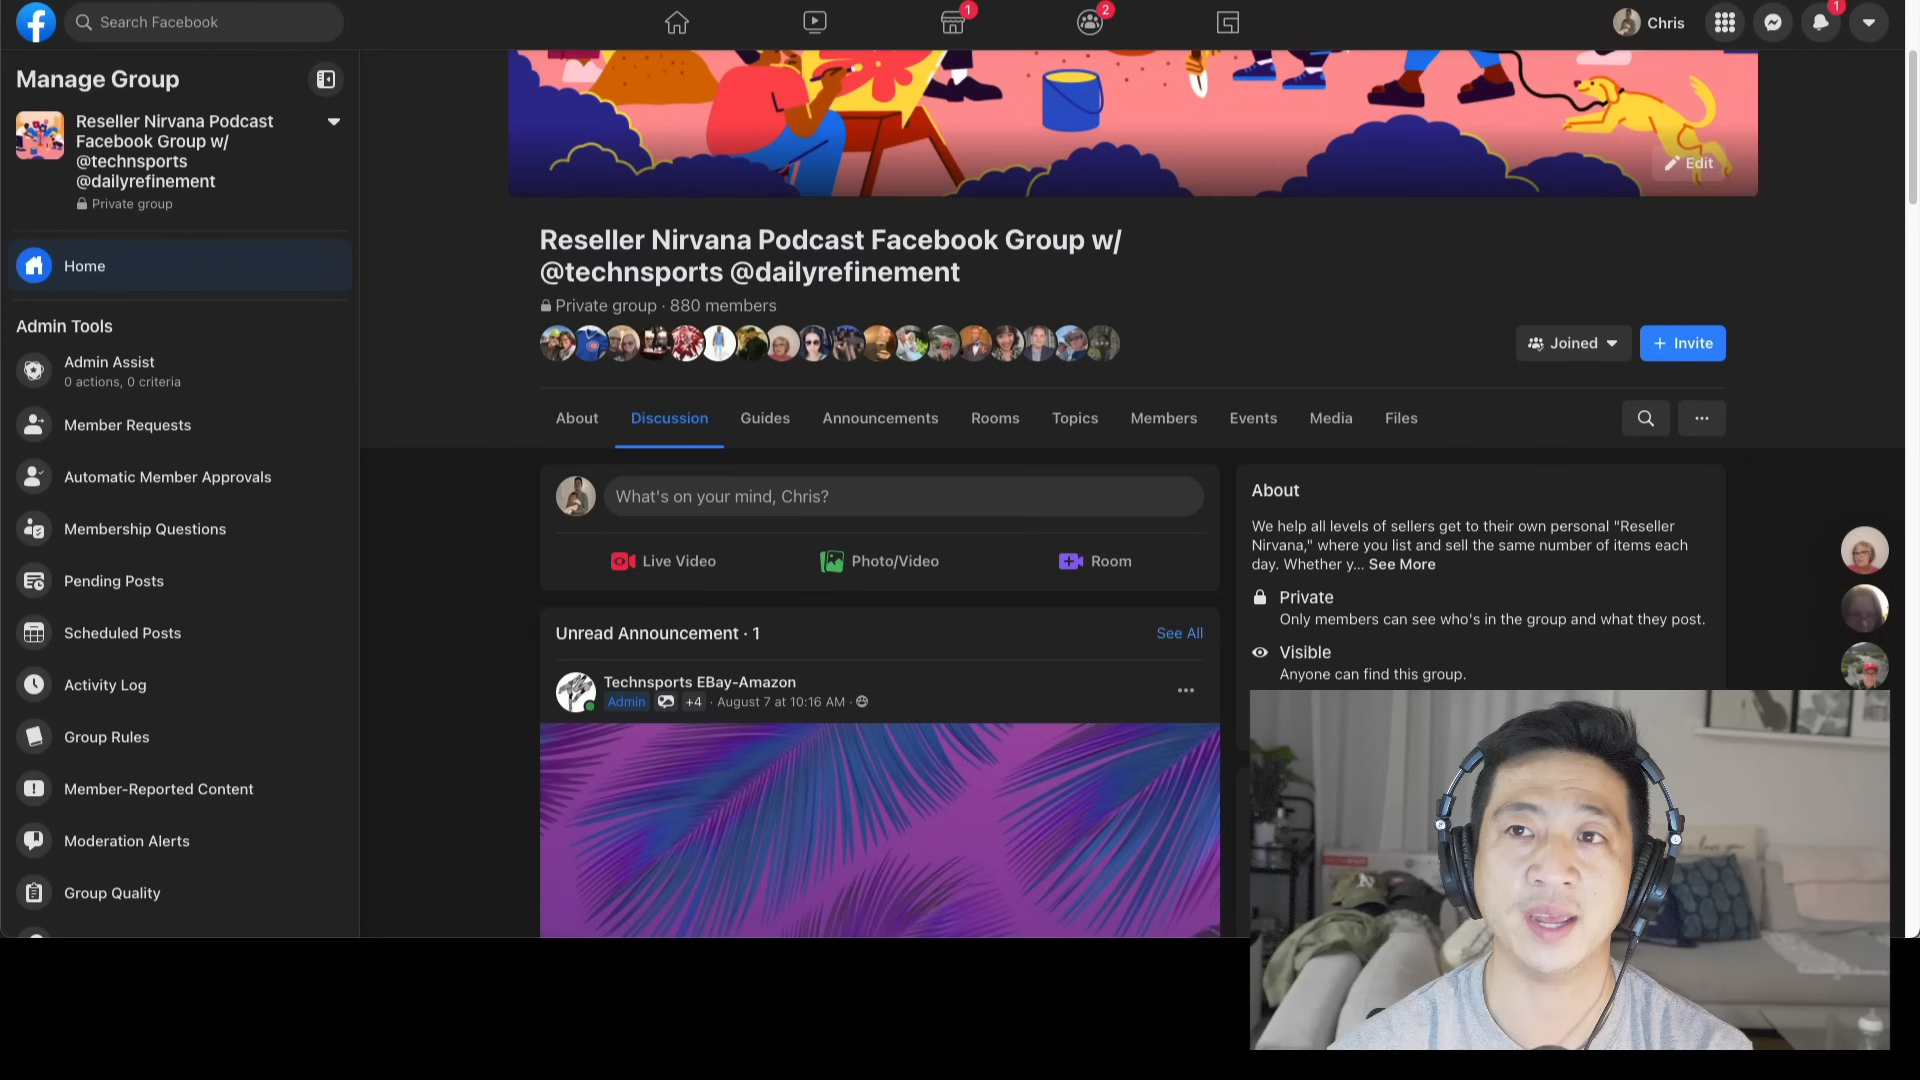 Search Facebook
1
2
Chris
1
Manage Group
Reseller Nirvana Podcast
Facebook Group w/
@technsports
@dailyrefinement
Private group
Home
Admin Tools
Admin Assist
0 actions, 0 criteria
Member Requests
Automatic Member Approvals
Membership Questions
Pending Posts
Scheduled Posts
Activity Log
Group Rules
Member-Reported Content
Moderation Alerts
Group Quality
Edit
Reseller Nirvana Podcast Facebook Group w/
@technsports @dailyrefinement
Private group · 880 members
Joined
+ Invite
About
Discussion
Guides
Announcements
Rooms
Topics
Members
Events
Media
Files
What's on your mind, Chris?
Live Video
Photo/Video
Room
Unread Announcement · 1
See All
Technsports EBay-Amazon
Admin +4 · August 7 at 10:16 AM ·
About
We help all levels of sellers get to their own personal "Reseller
Nirvana," where you list and sell the same number of items each
day. Whether y... See More
Private
Only members can see who's in the group and what they post.
Visible
Anyone can find this group.